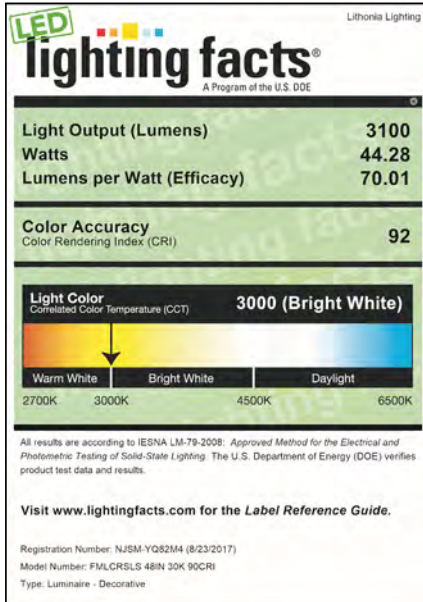 Lithonia Lighting
LED
lighting facts®
A Program of the U.S. DOE
Light Output (Lumens) 3100
Watts 44.28
Lumens per Watt (Efficacy) 70.01
Color Accuracy
Color Rendering Index (CRI) 92
Light Color
Correlated Color Temperature (CCT) 3000 (Bright White)
Warm White Bright White Daylight
2700K 3000K 4500K 6500K
All results are according to IESNA LM-79-2008: Approved Method for the Electrical and
Photometric Testing of Solid-State Lighting. The U.S. Department of Energy (DOE) verifies
product test data and results.
Visit www.lightingfacts.com for the Label Reference Guide.
Registration Number: NJSM-YQ82M4 (8/23/2017)
Model Number: FMLCRSLS 48IN 30K 90CRI
Type: Luminaire - Decorative